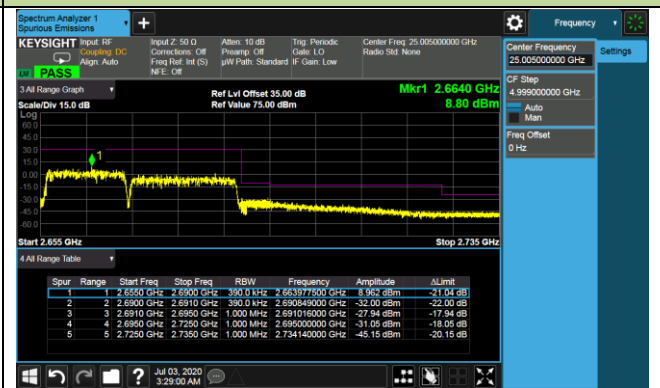 Spectrum Analyzer 1
Spurious Emissions
Frequency
KEYSIGHT
Input: RF
Coupling: DC
Align: Auto
Input Z: 50 Ω
Corrections: Off
Freq Ref: Int (S)
NFE: Off
Atten: 10 dB
Preamp: Off
µW Path: Standard
Trig: Periodic
Gate: LO
IF Gain: Low
Center Freq: 25.005000000 GHz
Radio Std: None
LXI
PASS
Center Frequency
25.005000000 GHz
Settings
CF Step
4.999000000 GHz
Auto
Man
Freq Offset
0 Hz
3 All Range Graph
Scale/Div 15.0 dB
Ref Lvl Offset 35.00 dB
Ref Value 75.00 dBm
Mkr1 2.6640 GHz
8.80 dBm
Log
60.0
45.0
30.0
15.0
0.00
-15.0
-30.0
-45.0
-60.0
1
Start 2.655 GHz
Stop 2.735 GHz
4 All Range Table
Spur Range Start Freq Stop Freq RBW Frequency Amplitude ΔLimit
1 1 2.6550 GHz 2.6900 GHz 390.0 kHz 2.663977500 GHz 8.962 dBm -21.04 dB
2 2 2.6900 GHz 2.6910 GHz 390.0 kHz 2.690849000 GHz -32.00 dBm -22.00 dB
3 3 2.6910 GHz 2.6950 GHz 1.000 MHz 2.691016000 GHz -27.94 dBm -17.94 dB
4 4 2.6950 GHz 2.7250 GHz 1.000 MHz 2.695000000 GHz -31.05 dBm -18.05 dB
5 5 2.7250 GHz 2.7350 GHz 1.000 MHz 2.734140000 GHz -45.15 dBm -20.15 dB
Jul 03, 2020
3:29:00 AM